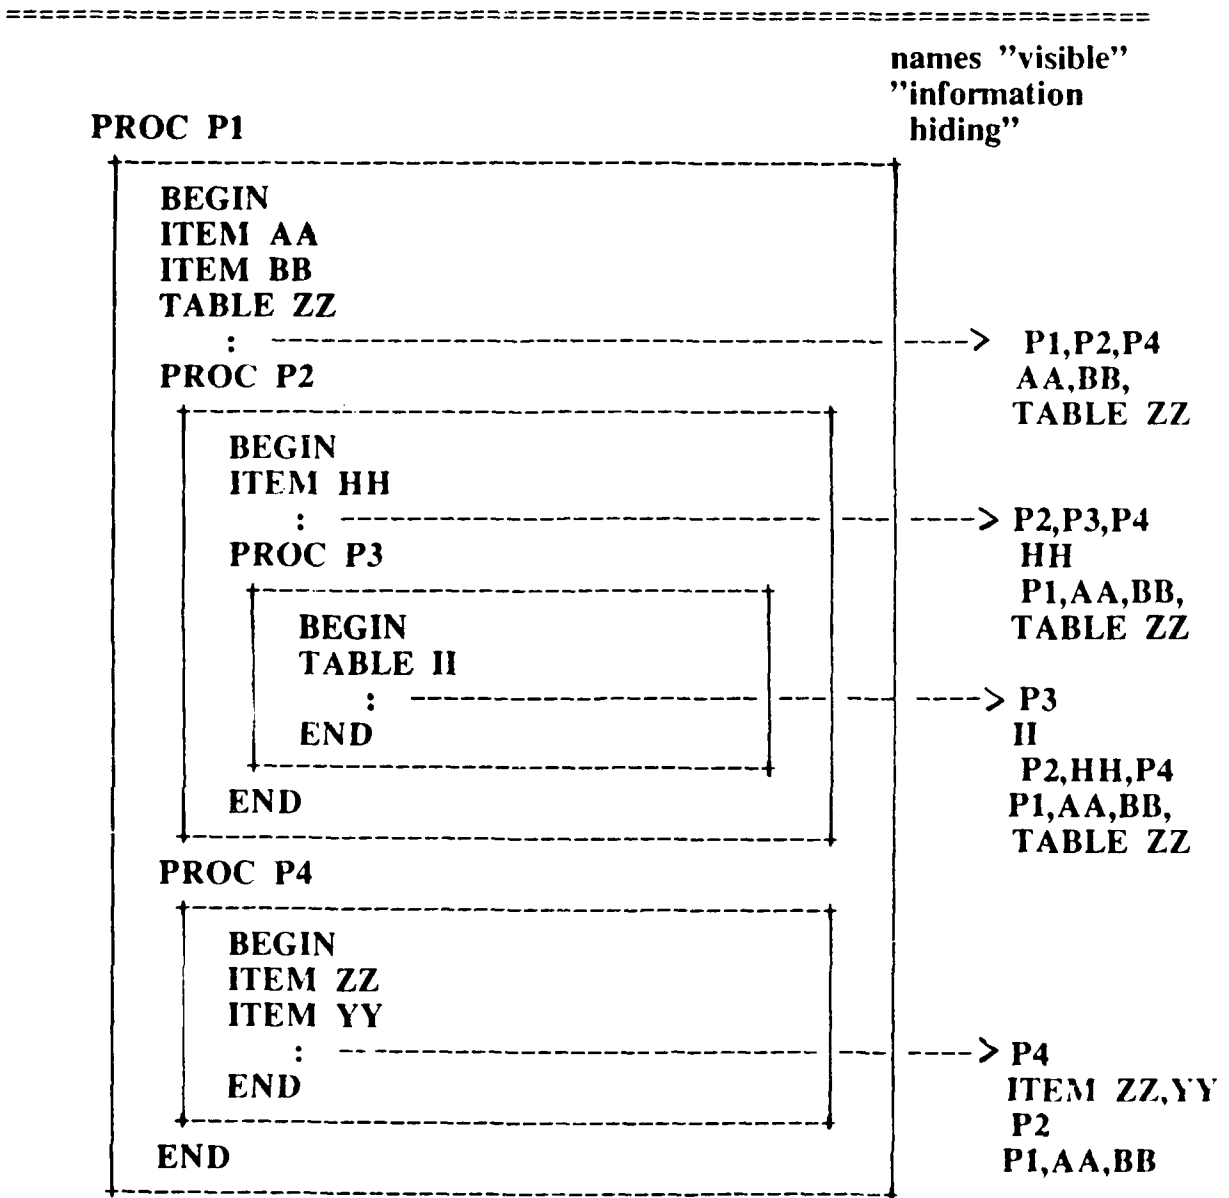 names "visible"
"information
hiding"
PROC P1
BEGIN
ITEM AA
ITEM BB
TABLE ZZ
: > P1,P2,P4
PROC P2 AA,BB,
TABLE ZZ
BEGIN
ITEM HH
: > P2,P3,P4
PROC P3 HH
P1,AA,BB,
BEGIN TABLE ZZ
TABLE II
: > P3
END II
P2,HH,P4
END P1,AA,BB,
TABLE ZZ
PROC P4
BEGIN
ITEM ZZ
ITEM YY
: > P4
END ITEM ZZ,YY
P2
END P1,AA,BB